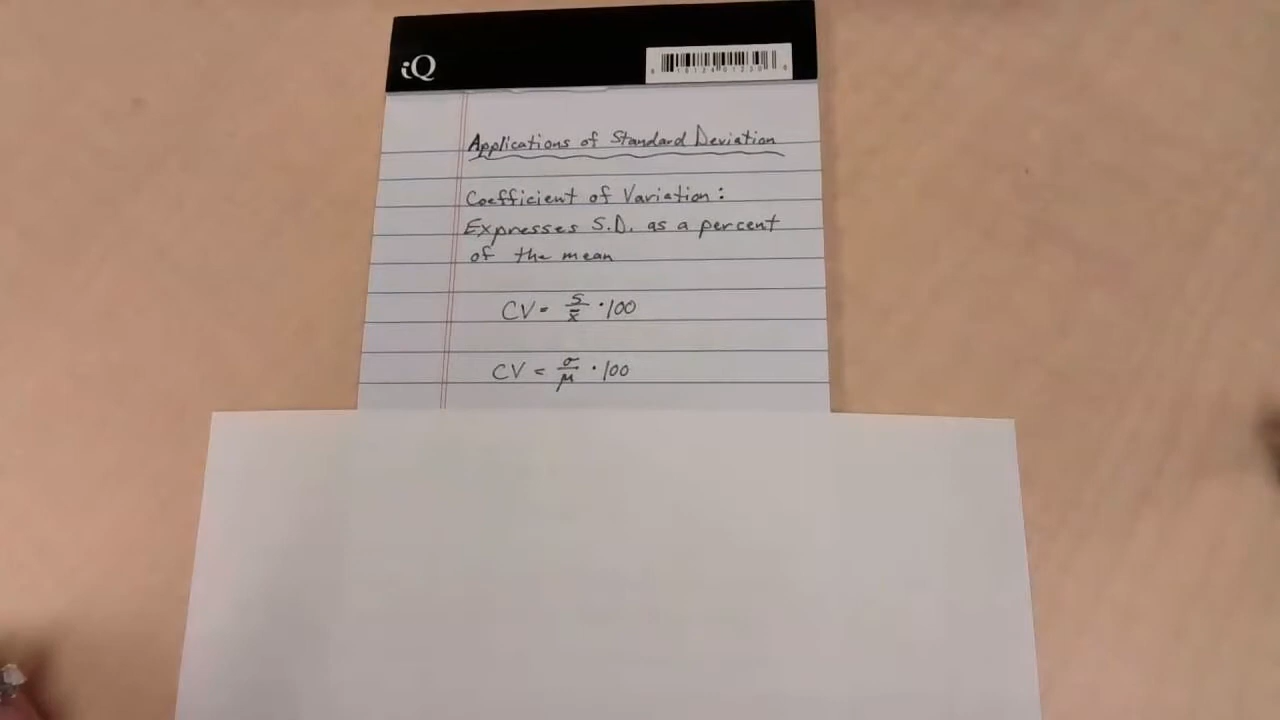 iQ
Applications of Standard Deviation
Coefficient of Variation:
Expresses S.D. as a percent
of the mean
CV = s/x̄ · 100
CV = σ/μ · 100